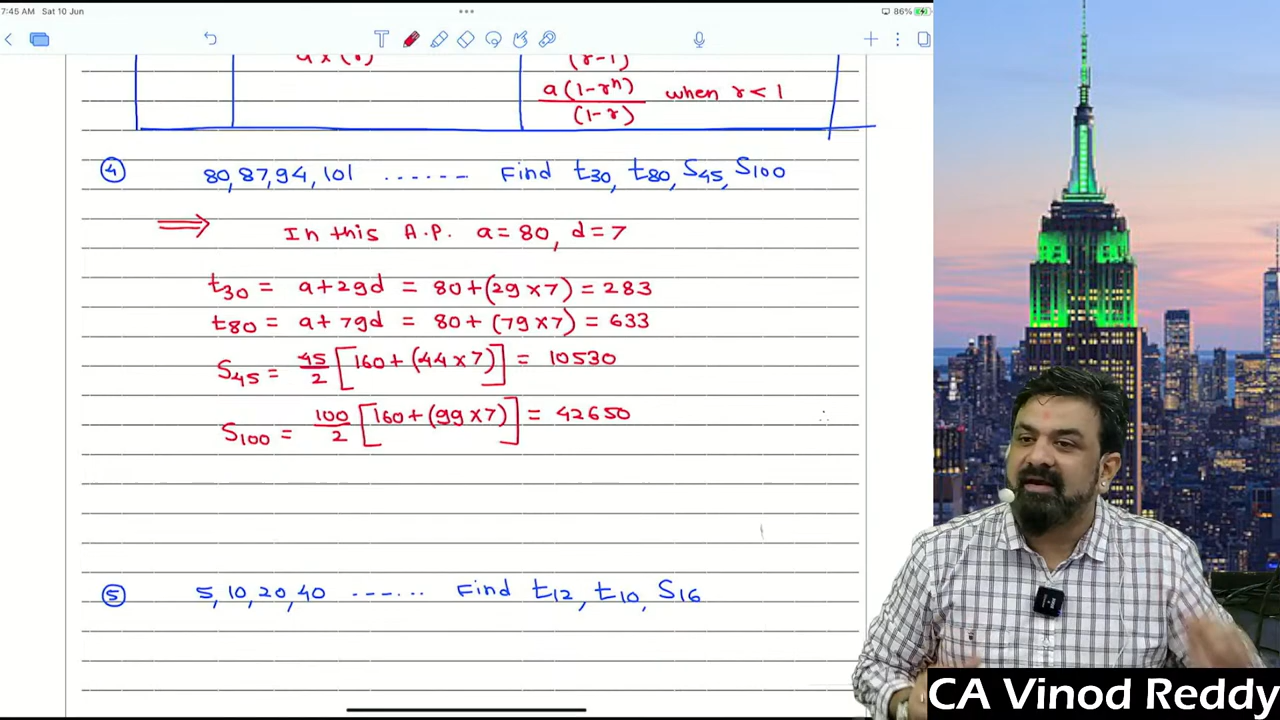 7:45 AM Sat 10 Jun
86%
T
(r-1)
a(1-rⁿ) when r < 1
(1-r)
④ 80, 87, 94, 101 ....... Find t₃₀, t₈₀, S₄₅, S₁₀₀
⟹ In this A.P. a = 80, d = 7
t₃₀ = a+29d = 80+(29×7) = 283
t₈₀ = a+79d = 80+(79×7) = 633
S₄₅ = 45/2 [160+(44×7)] = 10530
S₁₀₀ = 100/2 [160+(99×7)] = 42650
⑤ 5, 10, 20, 40 ------- Find t₁₂, t₁₀, S₁₆
CA Vinod Reddy